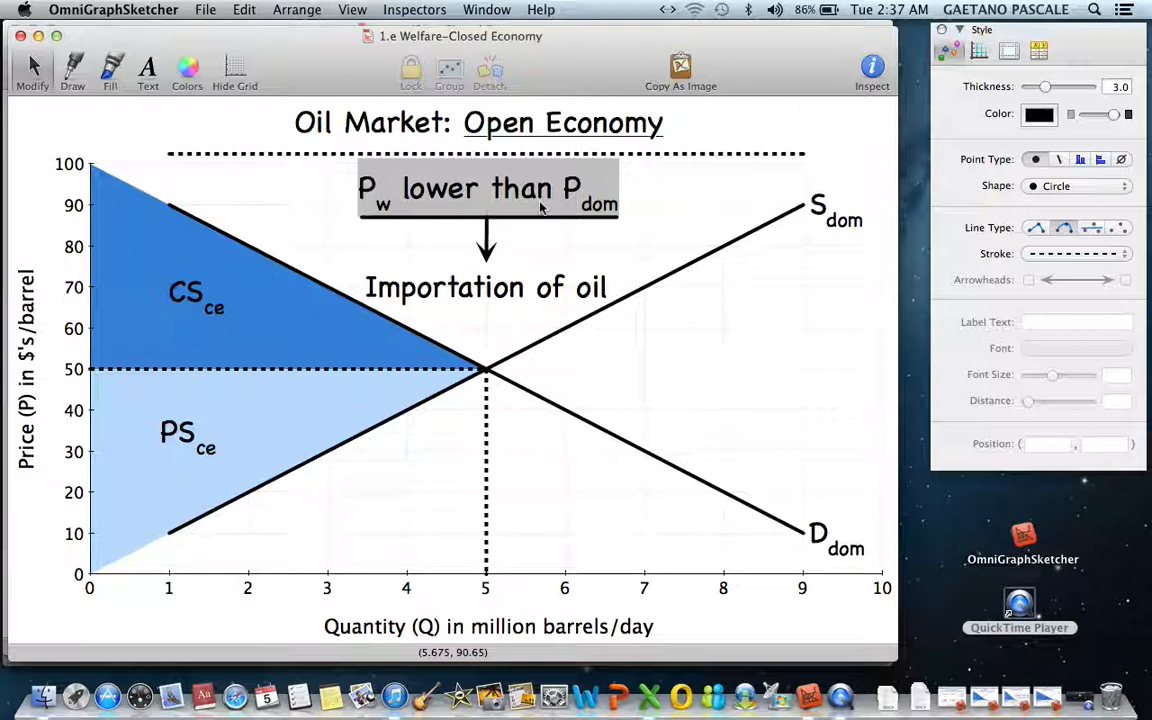 OmniGraphSketcher File Edit Arrange View Inspectors Window Help 86% Tue 2:37 AM GAETANO PASCALE
1.e Welfare-Closed Economy
Modify Draw Fill Text Colors Hide Grid Lock Group Detach Copy As Image Inspect
Oil Market: Open Economy
100
90
80
70
60
50
40
30
20
10
0
Price (P) in $'s/barrel
Pw lower than Pdom
Importation of oil
Sdom
CSce
PSce
Ddom
0 1 2 3 4 5 6 7 8 9 10
Quantity (Q) in million barrels/day
(5.675, 90.65)
Style
Thickness: 3.0
Color:
Point Type:
Shape: Circle
Line Type:
Stroke:
Arrowheads:
Label Text:
Font:
Font Size:
Distance:
Position: ( , )
OmniGraphSketcher
QuickTime Player